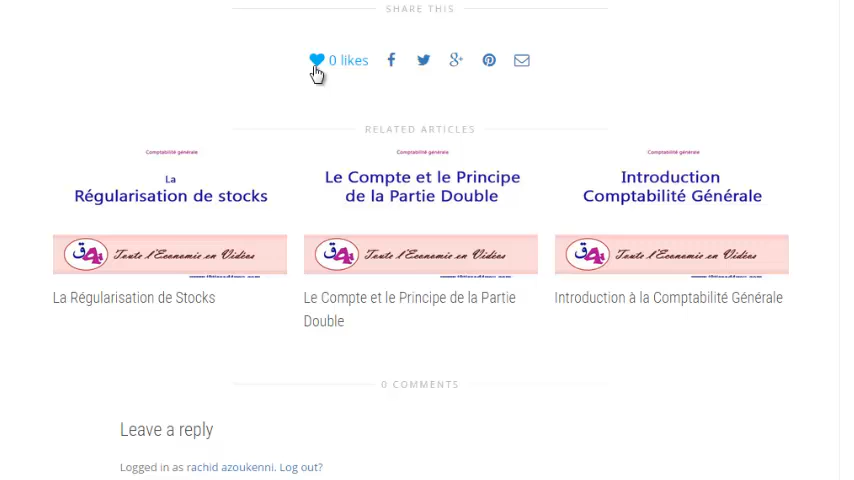 SHARE THIS
0 likes
RELATED ARTICLES
Comptabilité générale
La
Régularisation de stocks
Toute l'Economie en Vidéos
La Régularisation de Stocks
Comptabilité générale
Le Compte et le Principe
de la Partie Double
Toute l'Economie en Vidéos
Le Compte et le Principe de la Partie
Double
Comptabilité générale
Introduction
Comptabilité Générale
Toute l'Economie en Vidéos
Introduction à la Comptabilité Générale
0 COMMENTS
Leave a reply
Logged in as rachid azoukenni. Log out?